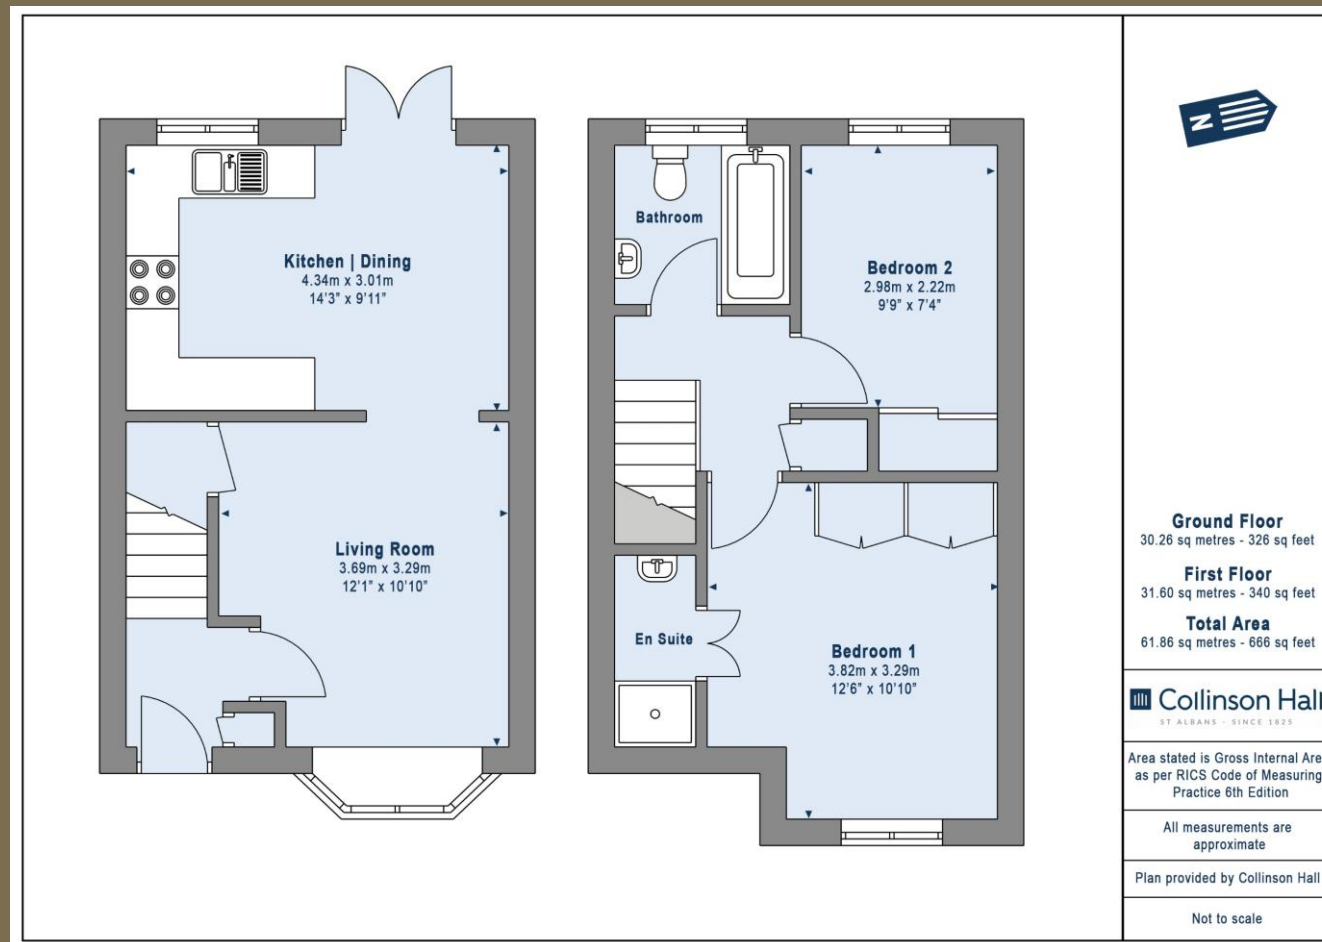 Kitchen | Dining
4.34m x 3.01m
14'3" x 9'11"
Living Room
3.69m x 3.29m
12'1" x 10'10"
Bathroom
Bedroom 2
2.98m x 2.22m
9'9" x 7'4"
En Suite
Bedroom 1
3.82m x 3.29m
12'6" x 10'10"
N
Ground Floor
30.26 sq metres - 326 sq feet
First Floor
31.60 sq metres - 340 sq feet
Total Area
61.86 sq metres - 666 sq feet
Collinson Hall
ST ALBANS - SINCE 1825
Area stated is Gross Internal Are
as per RICS Code of Measuring
Practice 6th Edition
All measurements are
approximate
Plan provided by Collinson Hall
Not to scale